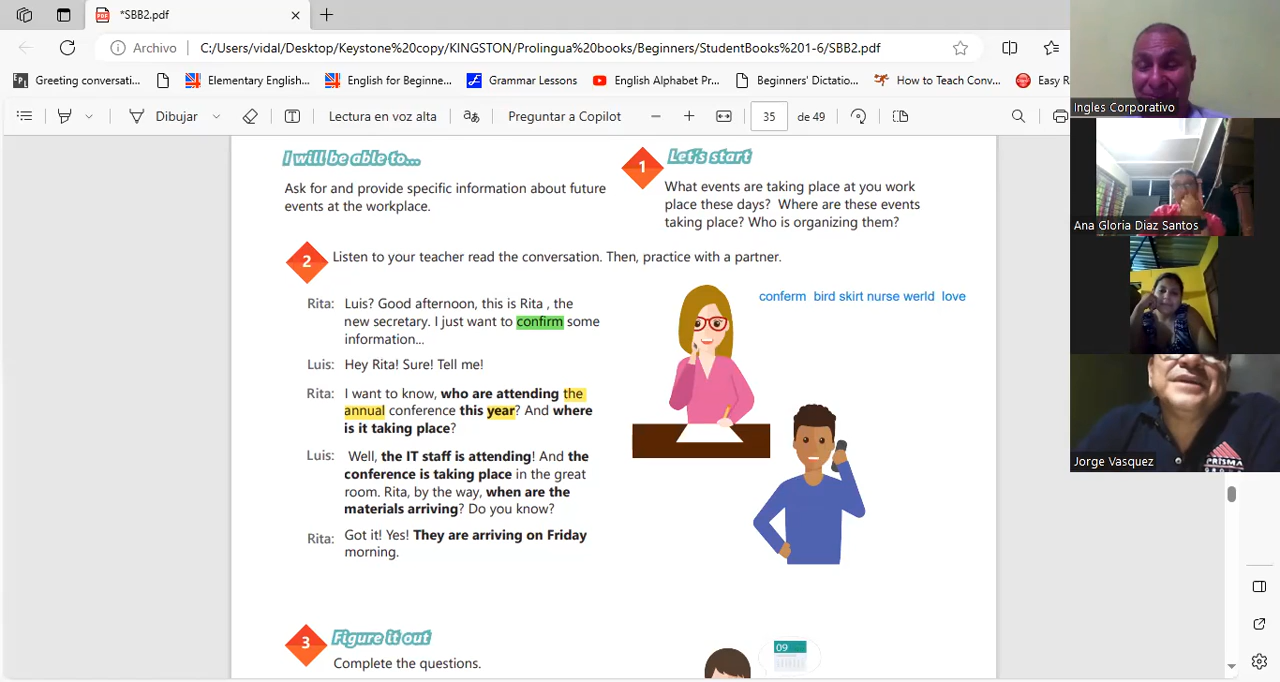 *SBB2.pdf
Archivo
C:/Users/vidal/Desktop/Keystone%20copy/KINGSTON/Prolingua%20books/Beginners/StudentBooks%201-6/SBB2.pdf
Greeting conversati...
Elementary English...
English for Beginne...
Grammar Lessons
English Alphabet Pr...
Beginners' Dictatio...
How to Teach Conv...
Easy R
Dibujar
Lectura en voz alta
Preguntar a Copilot
35
de 49
I will be able to...
Ask for and provide specific information about future
events at the workplace.
1
Let's start
What events are taking place at you work
place these days? Where are these events
taking place? Who is organizing them?
2
Listen to your teacher read the conversation. Then, practice with a partner.
conferm bird skirt nurse werld love
Rita: Luis? Good afternoon, this is Rita , the
new secretary. I just want to confirm some
information...
Luis: Hey Rita! Sure! Tell me!
Rita: I want to know, who are attending the
annual conference this year? And where
is it taking place?
Luis: Well, the IT staff is attending! And the
conference is taking place in the great
room. Rita, by the way, when are the
materials arriving? Do you know?
Rita: Got it! Yes! They are arriving on Friday
morning.
3
Figure it out
Complete the questions.
09
Ingles Corporativo
Ana Gloria Diaz Santos
Jorge Vasquez
PRISMA